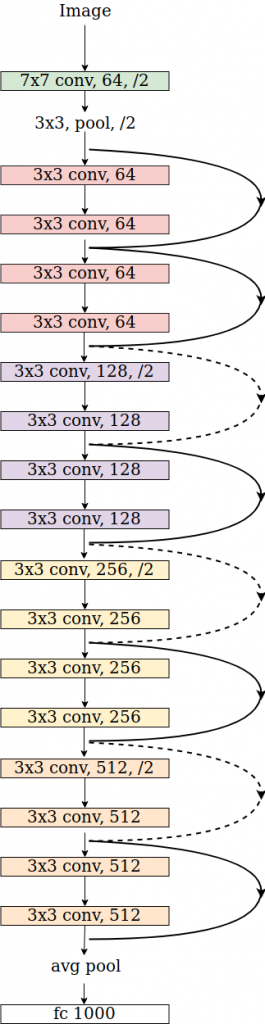 Image
7x7 conv, 64, /2
3x3, pool, /2
3x3 conv, 64
3x3 conv, 64
3x3 conv, 64
3x3 conv, 64
3x3 conv, 128, /2
3x3 conv, 128
3x3 conv, 128
3x3 conv, 128
3x3 conv, 256, /2
3x3 conv, 256
3x3 conv, 256
3x3 conv, 256
3x3 conv, 512, /2
3x3 conv, 512
3x3 conv, 512
3x3 conv, 512
avg pool
fc 1000